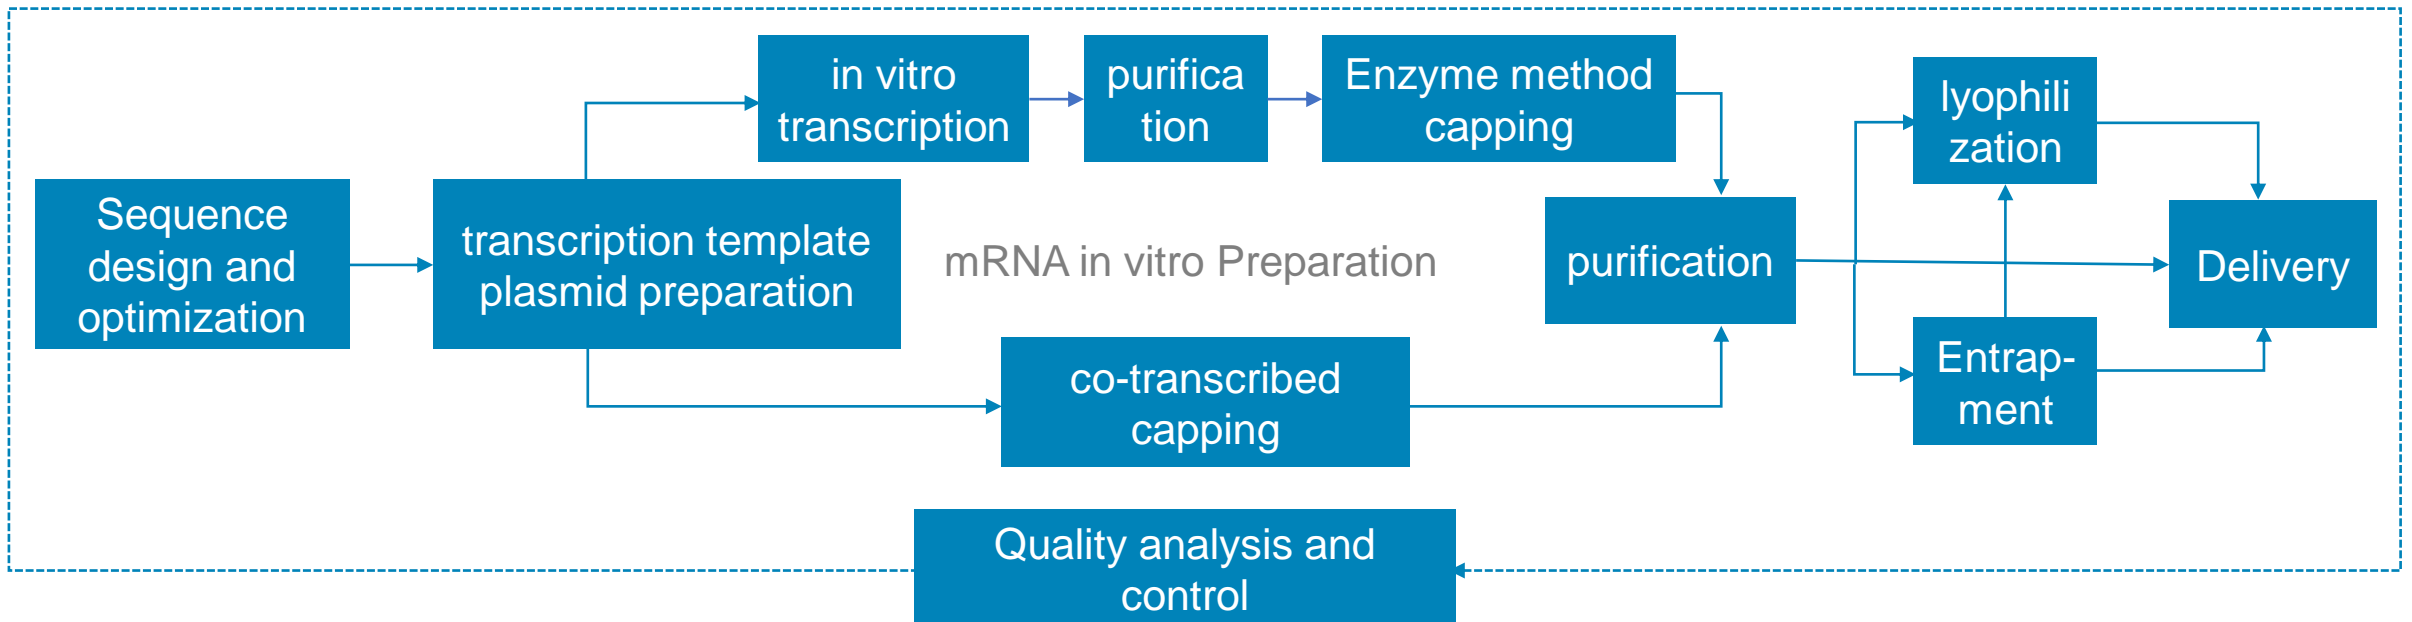 Sequence
design and
optimization
transcription template
plasmid preparation
in vitro
transcription
purifica
tion
Enzyme method
capping
mRNA in vitro Preparation
co-transcribed
capping
purification
lyophili
zation
Entrap-
ment
Delivery
Quality analysis and
control